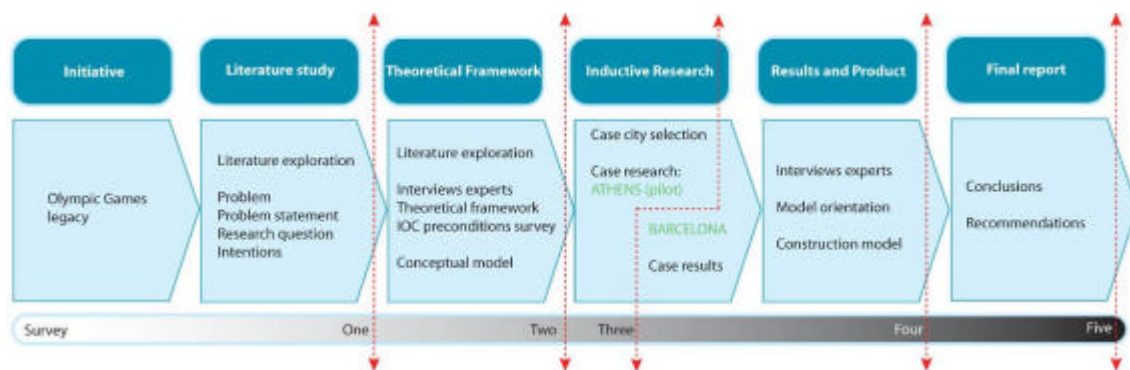 Initiative
Literature study
Theoretical Framework
Inductive Research
Results and Product
Final report
Olympic Games
legacy
Literature exploration
Problem
Problem statement
Research question
Intentions
Literature exploration
Interviews experts
Theoretical framework
IOC preconditions survey
Conceptual model
Case city selection
Case research:
ATHENS (pilot)
BARCELONA
Case results
Interviews experts
Model orientation
Construction model
Conclusions
Recommendations
Survey
One
Two
Three
Four
Five